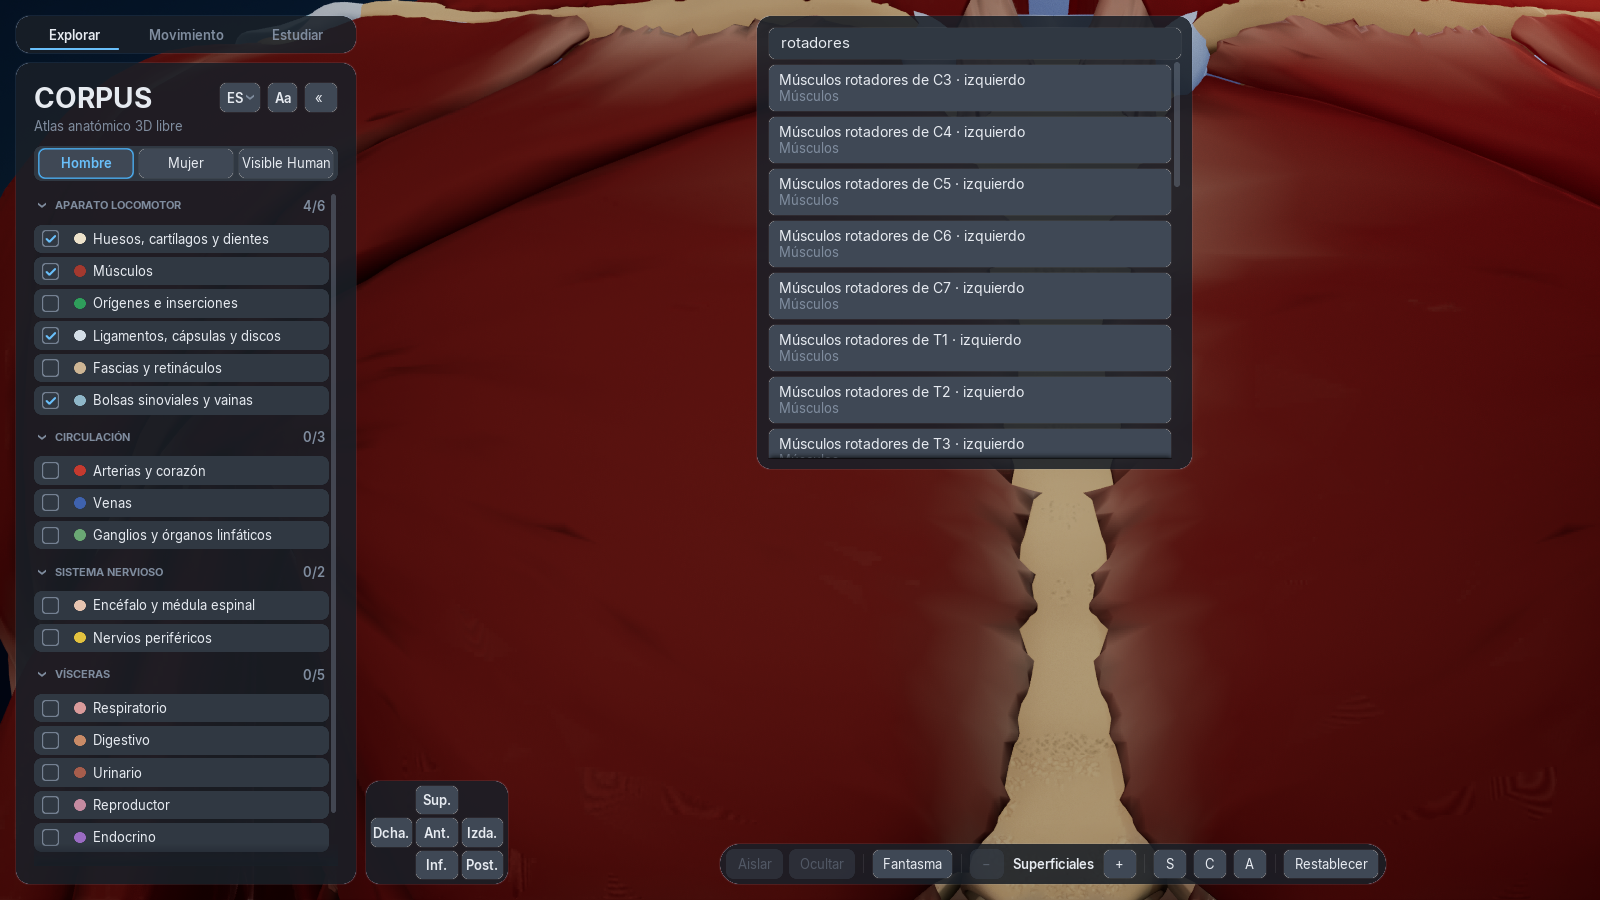 Explorar
Movimiento
Estudiar
CORPUS
ES
Aa
«
Atlas anatómico 3D libre
Hombre
Mujer
Visible Human
APARATO LOCOMOTOR 4/6
Huesos, cartílagos y dientes
Músculos
Orígenes e inserciones
Ligamentos, cápsulas y discos
Fascias y retináculos
Bolsas sinoviales y vainas
CIRCULACIÓN 0/3
Arterias y corazón
Venas
Ganglios y órganos linfáticos
SISTEMA NERVIOSO 0/2
Encéfalo y médula espinal
Nervios periféricos
VÍSCERAS 0/5
Respiratorio
Digestivo
Urinario
Reproductor
Endocrino
rotadores
Músculos rotadores de C3 · izquierdo
Músculos
Músculos rotadores de C4 · izquierdo
Músculos
Músculos rotadores de C5 · izquierdo
Músculos
Músculos rotadores de C6 · izquierdo
Músculos
Músculos rotadores de C7 · izquierdo
Músculos
Músculos rotadores de T1 · izquierdo
Músculos
Músculos rotadores de T2 · izquierdo
Músculos
Músculos rotadores de T3 · izquierdo
Sup.
Dcha. Ant. Izda.
Inf. Post.
Aislar Ocultar Fantasma − Superficiales + S C A Restablecer